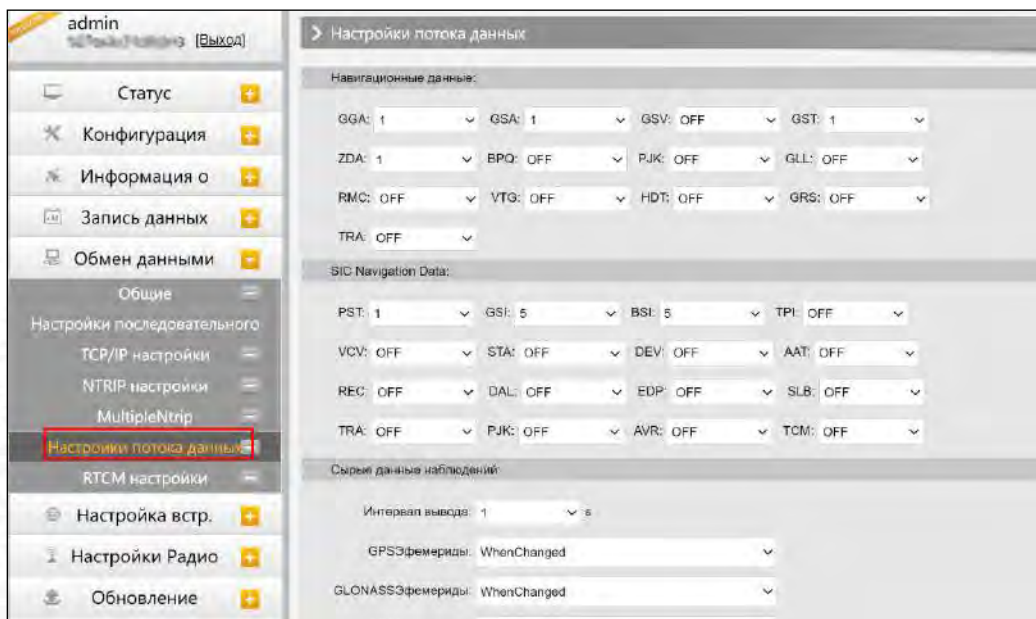 admin
[Выход]
Статус
Конфигурация
Информация о
Запись данных
Обмен данными
Общие
Настройки последовательного
TCP/IP настройки
NTRIP настройки
MultipleNtrip
Настройки потока данных
RTCM настройки
Настройка встр.
Настройки Радио
Обновление
Настройки потока данных
Навигационные данные:
GGA: 1 GSA: 1 GSV: OFF GST: 1
ZDA: 1 BPQ: OFF PJK: OFF GLL: OFF
RMC: OFF VTG: OFF HDT: OFF GRS: OFF
TRA: OFF
SIC Navigation Data:
PST: 1 GSI: 5 BSI: 5 TPI: OFF
VCV: OFF STA: OFF DEV: OFF AAT: OFF
REC: OFF DAL: OFF EDP: OFF SLB: OFF
TRA: OFF PJK: OFF AVR: OFF TCM: OFF
Сырые данные наблюдений:
Интервал вывода: 1 s
GPSЭфемериды: WhenChanged
GLONASSЭфемериды: WhenChanged